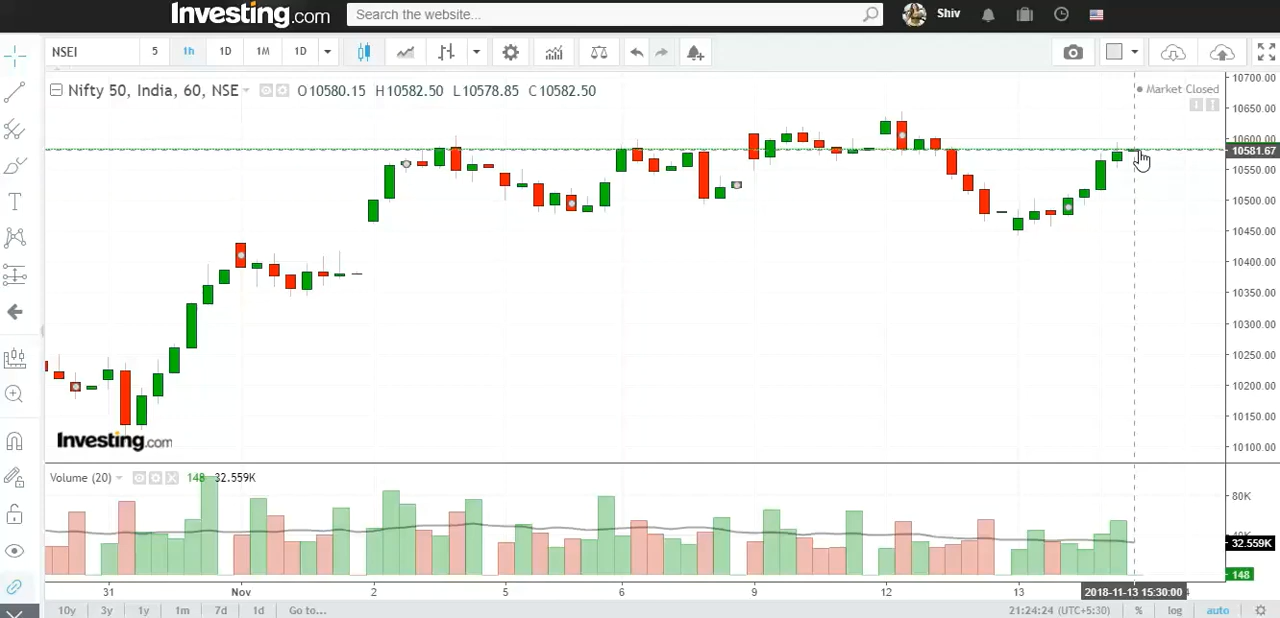 Investing.com
Search the website...
Shiv
NSEI
5
1h
1D
1M
1D
Nifty 50, India, 60, NSE
O10580.15 H10582.50 L10578.85 C10582.50
Market Closed
10700.00
10650.00
10600.00
10581.67
10550.00
10500.00
10450.00
10400.00
10350.00
10300.00
10250.00
10200.00
10150.00
10100.00
Investing.com
Volume (20)
148 32.559K
80K
32.559K
148
31 Nov 2 5 6 9 12 13
2018-11-13 15:30:00
10y 3y 1y 1m 7d 1d Go to...
21:24:24 (UTC+5:30) % log auto